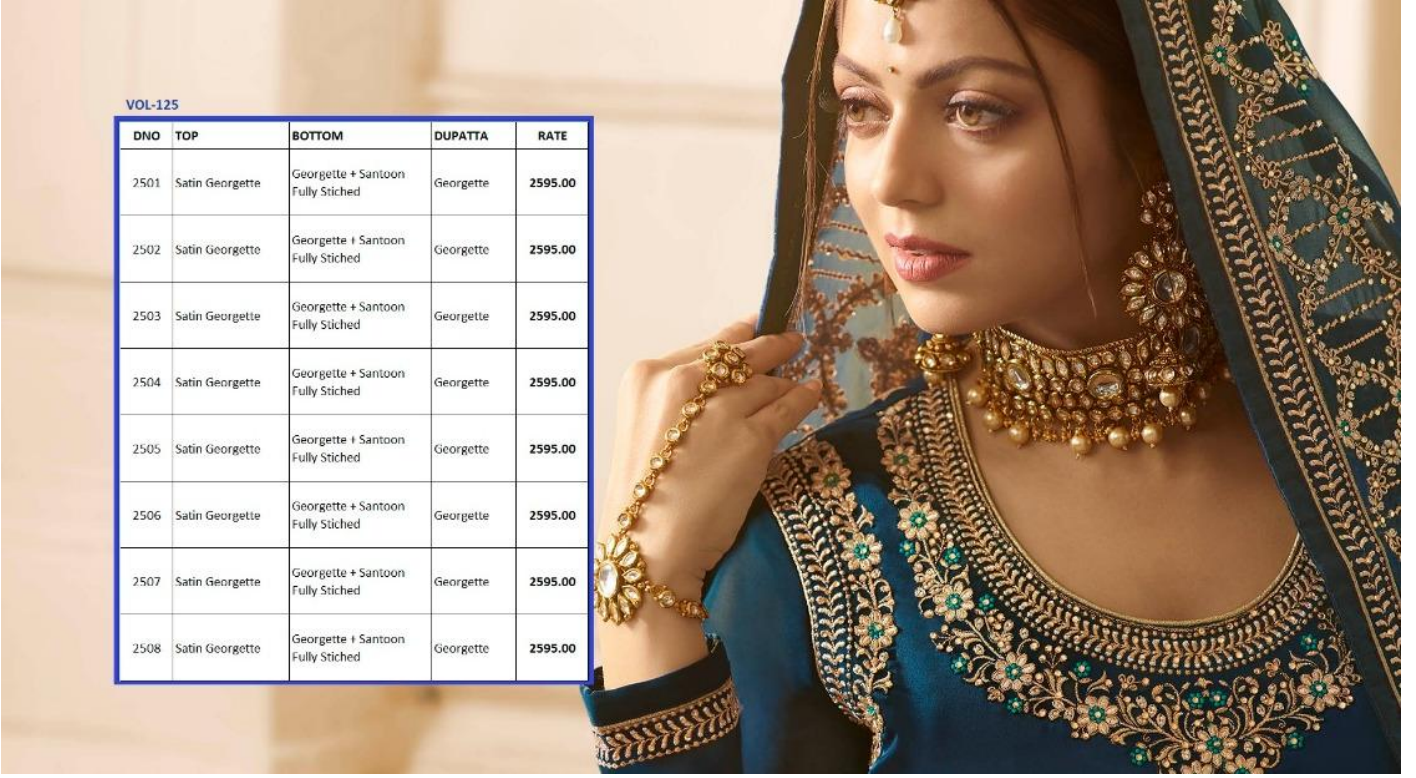 VOL-125
DNO TOP BOTTOM DUPATTA RATE
2501 Satin Georgette Georgette + Santoon Fully Stiched Georgette 2595.00
2502 Satin Georgette Georgette + Santoon Fully Stiched Georgette 2595.00
2503 Satin Georgette Georgette + Santoon Fully Stiched Georgette 2595.00
2504 Satin Georgette Georgette + Santoon Fully Stiched Georgette 2595.00
2505 Satin Georgette Georgette + Santoon Fully Stiched Georgette 2595.00
2506 Satin Georgette Georgette + Santoon Fully Stiched Georgette 2595.00
2507 Satin Georgette Georgette + Santoon Fully Stiched Georgette 2595.00
2508 Satin Georgette Georgette + Santoon Fully Stiched Georgette 2595.00